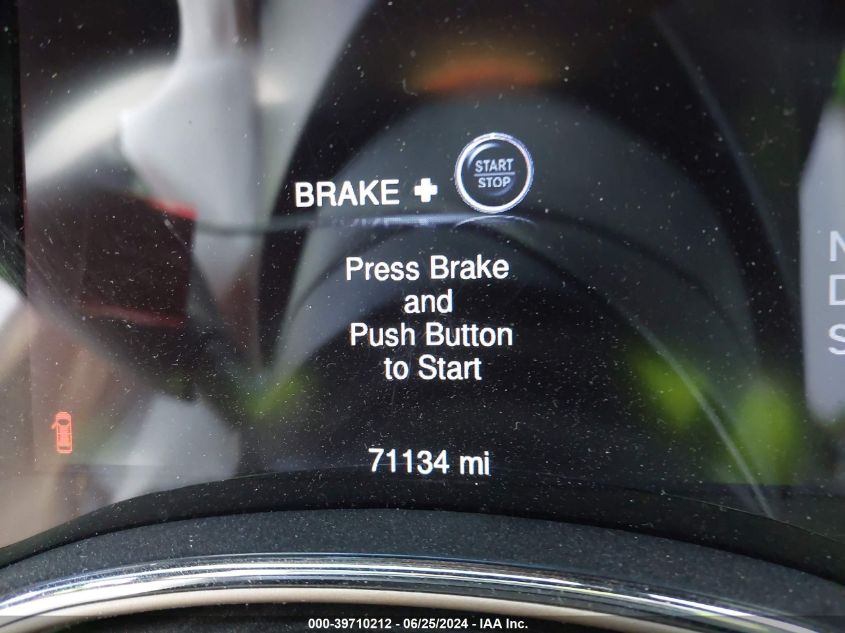 BRAKE + START
STOP
Press Brake
and
Push Button
to Start
71134 mi
N
D
S
000-39710212 - 06/25/2024 - IAA Inc.